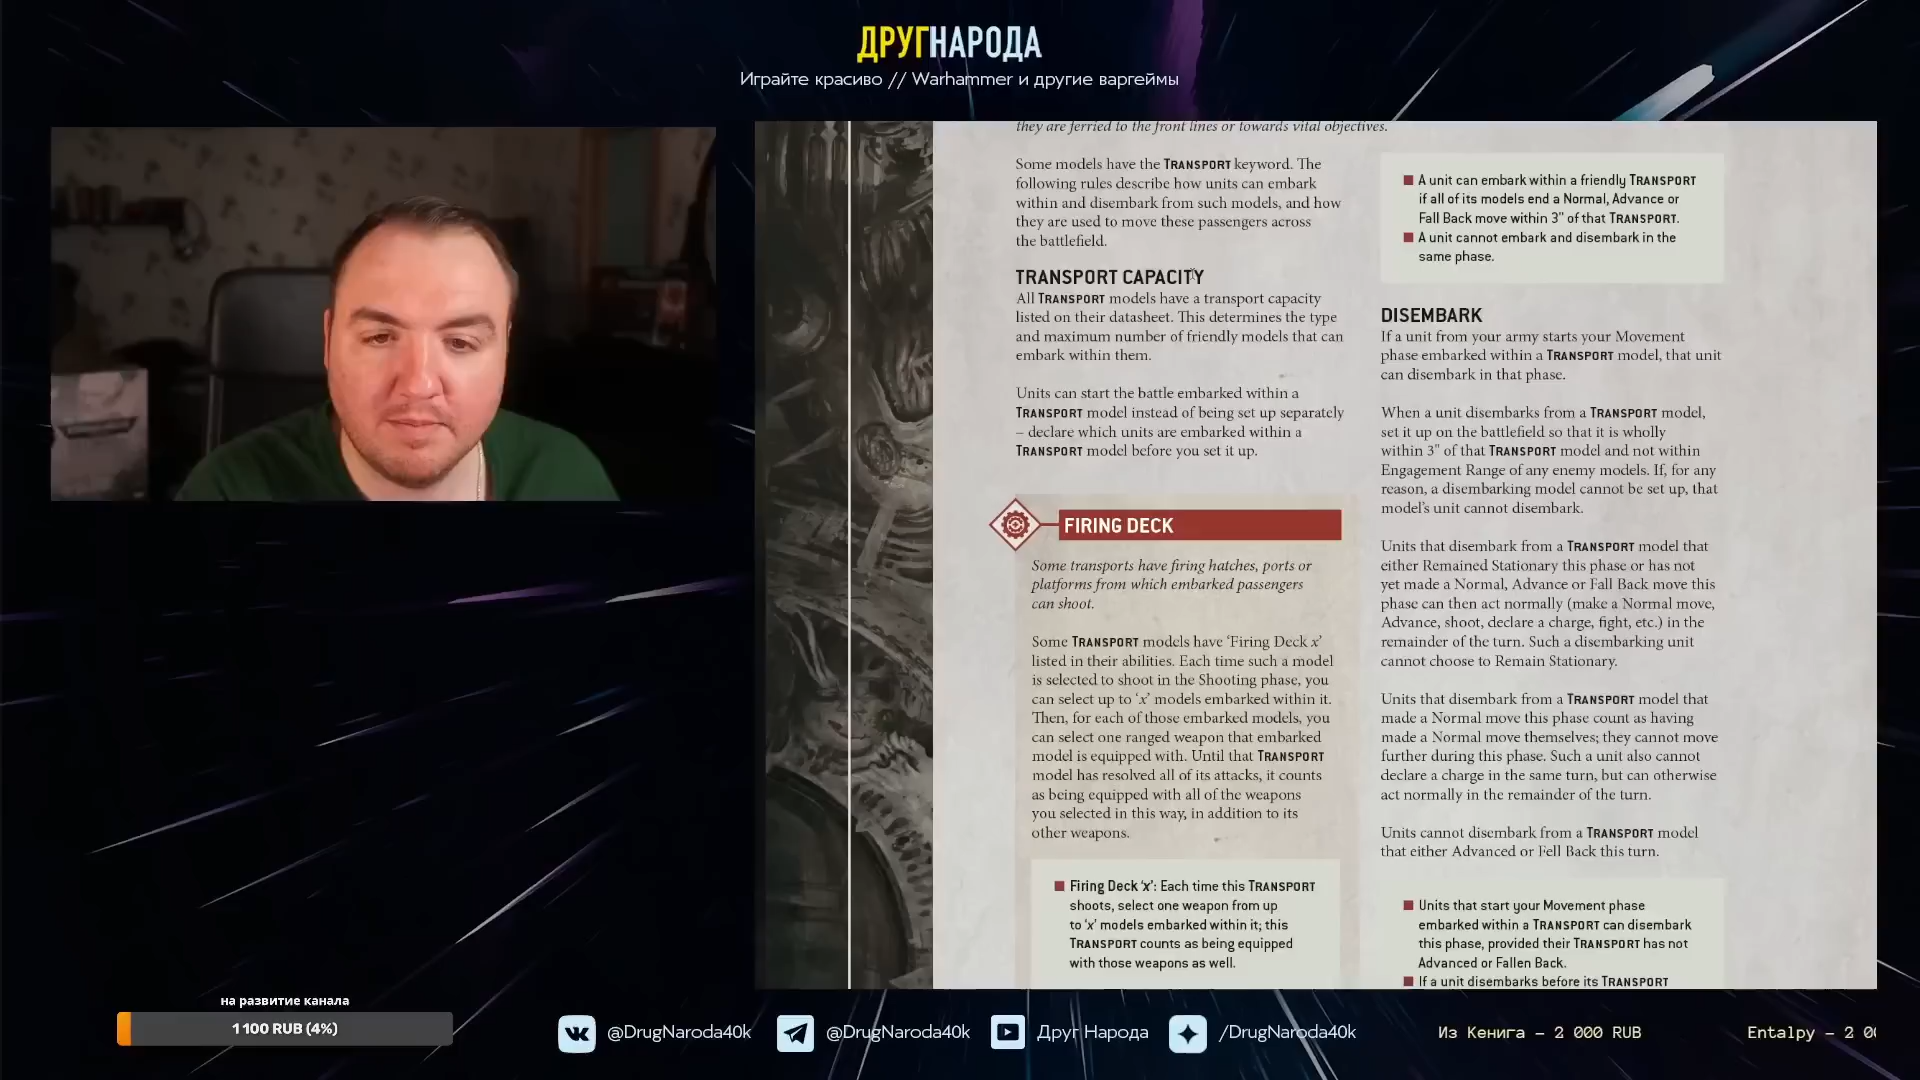 ДРУГНАРОДА
Играйте красиво // Warhammer и другие варгеймы
they are ferried to the front lines or towards vital objectives.
Some models have the TRANSPORT keyword. The
following rules describe how units can embark
within and disembark from such models, and how
they are used to move these passengers across
the battlefield.
TRANSPORT CAPACITY
All TRANSPORT models have a transport capacity
listed on their datasheet. This determines the type
and maximum number of friendly models that can
embark within them.
Units can start the battle embarked within a
TRANSPORT model instead of being set up separately
– declare which units are embarked within a
TRANSPORT model before you set it up.
FIRING DECK
Some transports have firing hatches, ports or
platforms from which embarked passengers
can shoot.
Some TRANSPORT models have ‘Firing Deck x’
listed in their abilities. Each time such a model
is selected to shoot in the Shooting phase, you
can select up to ‘x’ models embarked within it.
Then, for each of those embarked models, you
can select one ranged weapon that embarked
model is equipped with. Until that TRANSPORT
model has resolved all of its attacks, it counts
as being equipped with all of the weapons
you selected in this way, in addition to its
other weapons.
■ Firing Deck ‘x’: Each time this TRANSPORT
shoots, select one weapon from up
to ‘x’ models embarked within it; this
TRANSPORT counts as being equipped
with those weapons as well.
■ A unit can embark within a friendly TRANSPORT
if all of its models end a Normal, Advance or
Fall Back move within 3" of that TRANSPORT.
■ A unit cannot embark and disembark in the
same phase.
DISEMBARK
If a unit from your army starts your Movement
phase embarked within a TRANSPORT model, that unit
can disembark in that phase.
When a unit disembarks from a TRANSPORT model,
set it up on the battlefield so that it is wholly
within 3" of that TRANSPORT model and not within
Engagement Range of any enemy models. If, for any
reason, a disembarking model cannot be set up, that
model’s unit cannot disembark.
Units that disembark from a TRANSPORT model that
either Remained Stationary this phase or has not
yet made a Normal, Advance or Fall Back move this
phase can then act normally (make a Normal move,
Advance, shoot, declare a charge, fight, etc.) in the
remainder of the turn. Such a disembarking unit
cannot choose to Remain Stationary.
Units that disembark from a TRANSPORT model that
made a Normal move this phase count as having
made a Normal move themselves; they cannot move
further during this phase. Such a unit also cannot
declare a charge in the same turn, but can otherwise
act normally in the remainder of the turn.
Units cannot disembark from a TRANSPORT model
that either Advanced or Fell Back this turn.
■ Units that start your Movement phase
embarked within a TRANSPORT can disembark
this phase, provided their TRANSPORT has not
Advanced or Fallen Back.
■ If a unit disembarks before its TRANSPORT
на развитие канала
1 100 RUB (4%)
@DrugNaroda40k
@DrugNaroda40k
Друг Народа
/DrugNaroda40k
Из Кенига – 2 000 RUB
Entalpy – 2 0